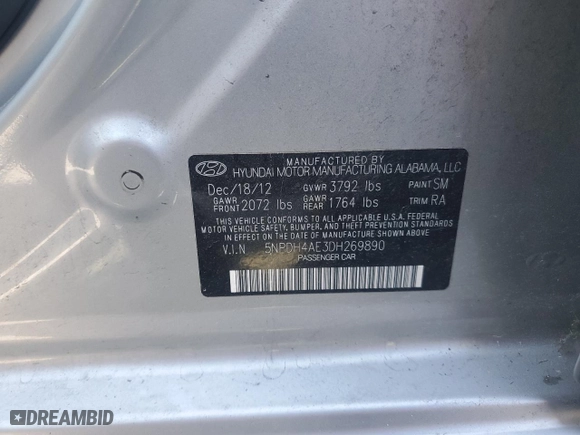 MANUFACTURED BY
HYUNDAI MOTOR MANUFACTURING ALABAMA, LLC
Dec/18/12 GVWR 3792 lbs PAINT SM
GAWR FRONT 2072 lbs GAWR REAR 1764 lbs TRIM RA
THIS VEHICLE CONFORMS TO ALL APPLICABLE U.S.A. FEDERAL
MOTOR VEHICLE SAFETY, BUMPER, AND THEFT PREVENTION STANDARDS
IN EFFECT ON THE DATE OF MANUFACTURE SHOWN ABOVE.
V.I.N 5NPDH4AE3DH269890
PASSENGER CAR
DREAMBID